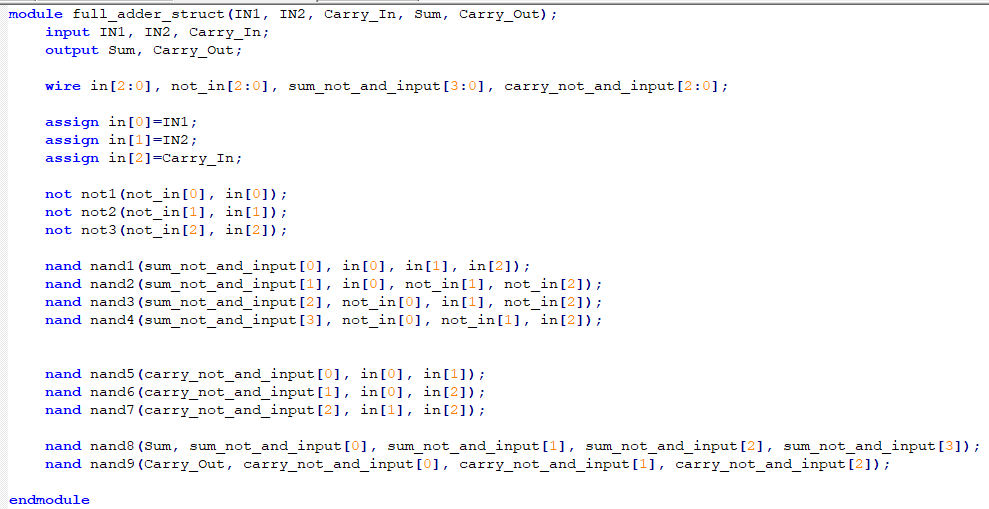 module full_adder_struct(IN1, IN2, Carry_In, Sum, Carry_Out);
    input IN1, IN2, Carry_In;
    output Sum, Carry_Out;

    wire in[2:0], not_in[2:0], sum_not_and_input[3:0], carry_not_and_input[2:0];

    assign in[0]=IN1;
    assign in[1]=IN2;
    assign in[2]=Carry_In;

    not not1(not_in[0], in[0]);
    not not2(not_in[1], in[1]);
    not not3(not_in[2], in[2]);

    nand nand1(sum_not_and_input[0], in[0], in[1], in[2]);
    nand nand2(sum_not_and_input[1], in[0], not_in[1], not_in[2]);
    nand nand3(sum_not_and_input[2], not_in[0], in[1], not_in[2]);
    nand nand4(sum_not_and_input[3], not_in[0], not_in[1], in[2]);


    nand nand5(carry_not_and_input[0], in[0], in[1]);
    nand nand6(carry_not_and_input[1], in[0], in[2]);
    nand nand7(carry_not_and_input[2], in[1], in[2]);

    nand nand8(Sum, sum_not_and_input[0], sum_not_and_input[1], sum_not_and_input[2], sum_not_and_input[3]);
    nand nand9(Carry_Out, carry_not_and_input[0], carry_not_and_input[1], carry_not_and_input[2]);

endmodule